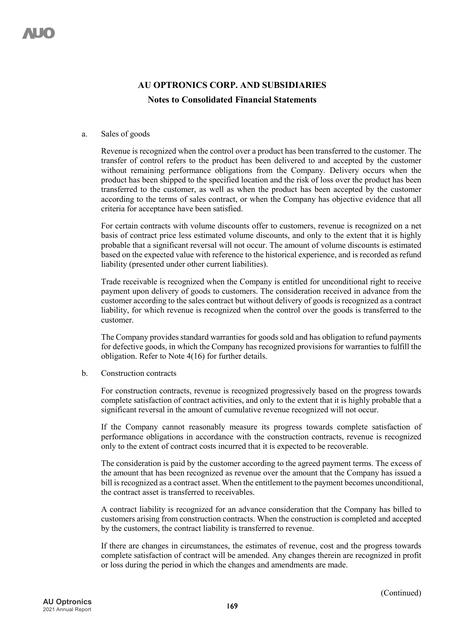 AUO
AU OPTRONICS CORP. AND SUBSIDIARIES
Notes to Consolidated Financial Statements
a. Sales of goods
Revenue is recognized when the control over a product has been transferred to the customer. The
transfer of control refers to the product has been delivered to and accepted by the customer
without remaining performance obligations from the Company. Delivery occurs when the
product has been shipped to the specified location and the risk of loss over the product has been
transferred to the customer, as well as when the product has been accepted by the customer
according to the terms of sales contract, or when the Company has objective evidence that all
criteria for acceptance have been satisfied.
For certain contracts with volume discounts offer to customers, revenue is recognized on a net
basis of contract price less estimated volume discounts, and only to the extent that it is highly
probable that a significant reversal will not occur. The amount of volume discounts is estimated
based on the expected value with reference to the historical experience, and is recorded as refund
liability (presented under other current liabilities).
Trade receivable is recognized when the Company is entitled for unconditional right to receive
payment upon delivery of goods to customers. The consideration received in advance from the
customer according to the sales contract but without delivery of goods is recognized as a contract
liability, for which revenue is recognized when the control over the goods is transferred to the
customer.
The Company provides standard warranties for goods sold and has obligation to refund payments
for defective goods, in which the Company has recognized provisions for warranties to fulfill the
obligation. Refer to Note 4(16) for further details.
b. Construction contracts
For construction contracts, revenue is recognized progressively based on the progress towards
complete satisfaction of contract activities, and only to the extent that it is highly probable that a
significant reversal in the amount of cumulative revenue recognized will not occur.
If the Company cannot reasonably measure its progress towards complete satisfaction of
performance obligations in accordance with the construction contracts, revenue is recognized
only to the extent of contract costs incurred that it is expected to be recoverable.
The consideration is paid by the customer according to the agreed payment terms. The excess of
the amount that has been recognized as revenue over the amount that the Company has issued a
bill is recognized as a contract asset. When the entitlement to the payment becomes unconditional,
the contract asset is transferred to receivables.
A contract liability is recognized for an advance consideration that the Company has billed to
customers arising from construction contracts. When the construction is completed and accepted
by the customers, the contract liability is transferred to revenue.
If there are changes in circumstances, the estimates of revenue, cost and the progress towards
complete satisfaction of contract will be amended. Any changes therein are recognized in profit
or loss during the period in which the changes and amendments are made.
(Continued)
AU Optronics
2021 Annual Report
169